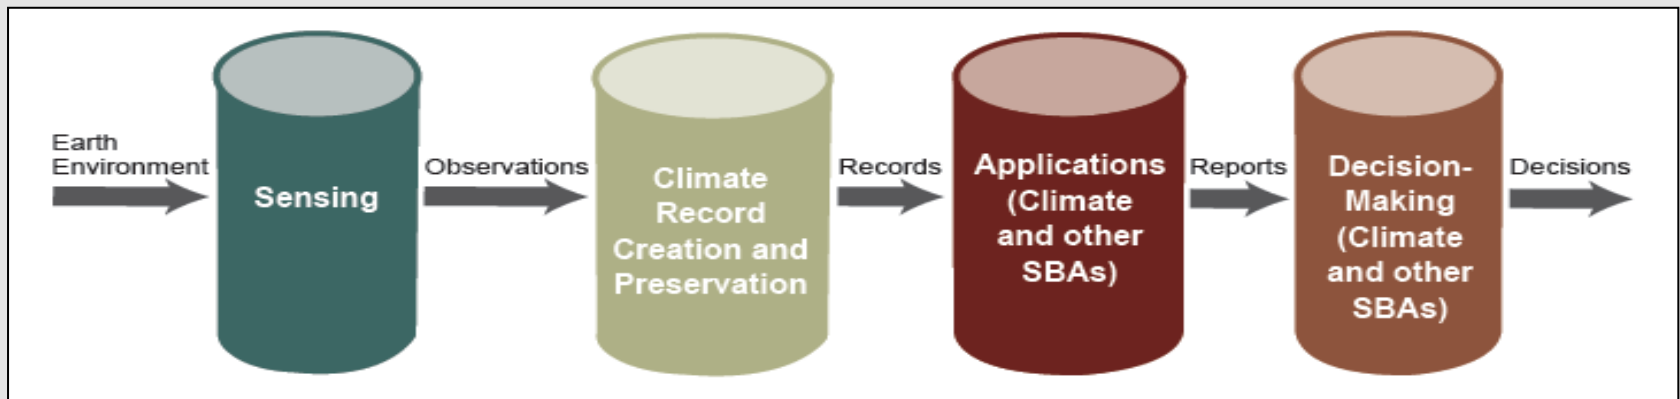 Earth
Environment
Sensing
Observations
Climate
Record
Creation and
Preservation
Records
Applications
(Climate
and other
SBAs)
Reports
Decision-
Making
(Climate
and other
SBAs)
Decisions